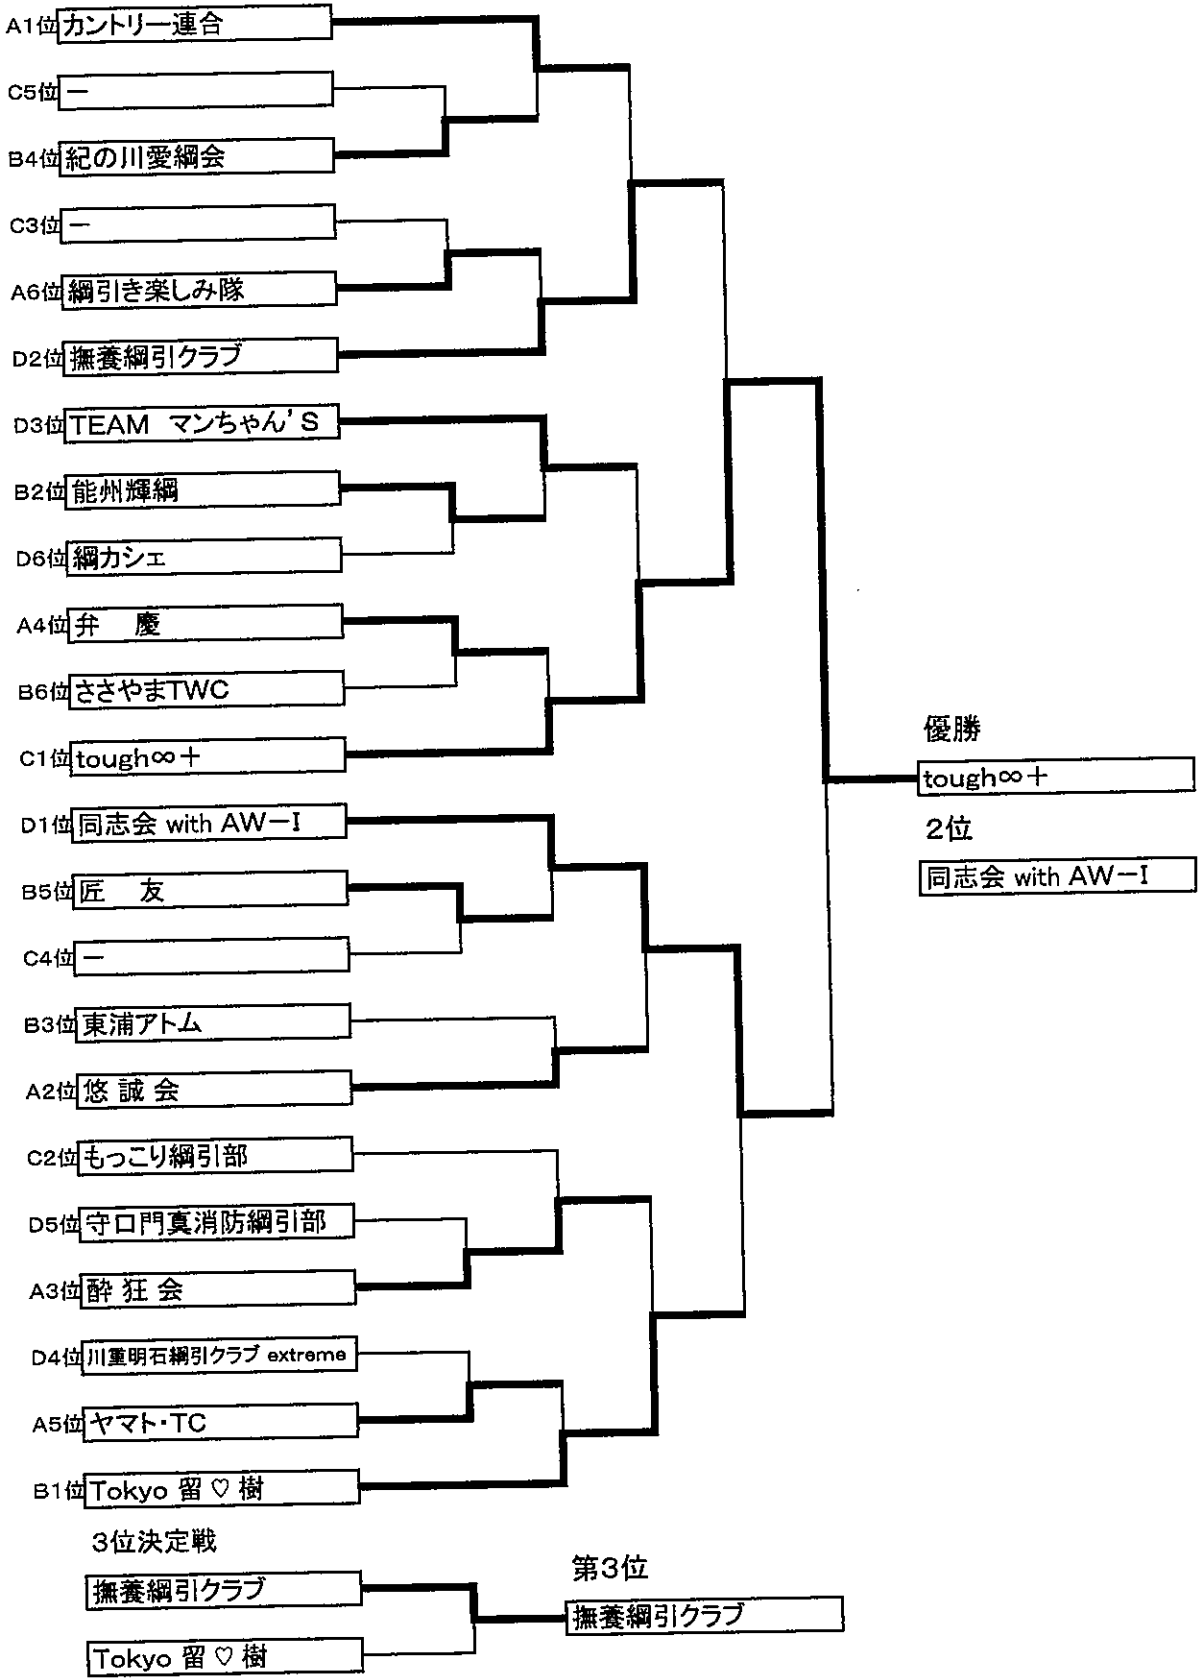 A1位 カントリー連合
C5位 ー
B4位 紀の川愛綱会
C3位 ー
A6位 綱引き楽しみ隊
D2位 撫養綱引クラブ
D3位 TEAM マンちゃん'S
B2位 能州輝綱
D6位 綱カシェ
A4位 弁 慶
B6位 ささやまTWC
C1位 tough∞＋
優勝
tough∞＋
D1位 同志会 with AWーI
2位
同志会 with AWーI
B5位 匠 友
C4位 ー
B3位 東浦アトム
A2位 悠 誠 会
C2位 もっこり綱引部
D5位 守口門真消防綱引部
A3位 酔 狂 会
D4位 川重明石綱引クラブ extreme
A5位 ヤマト・TC
B1位 Tokyo 留 ♡ 樹
3位決定戦
撫養綱引クラブ
第3位
撫養綱引クラブ
Tokyo 留 ♡ 樹